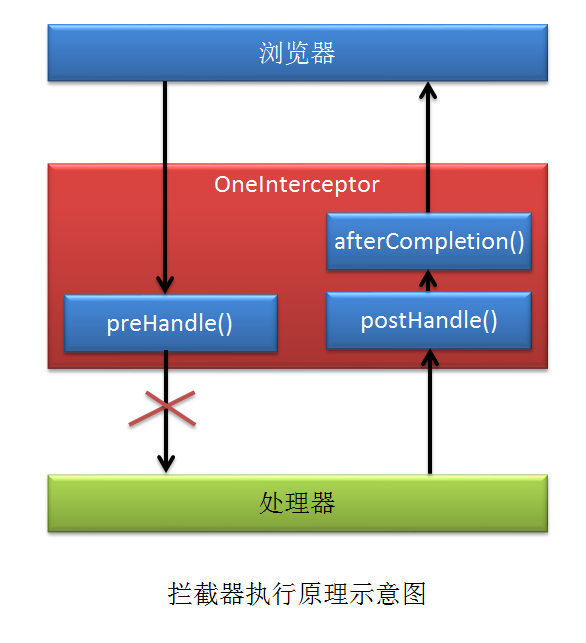 浏览器
OneInterceptor
afterCompletion()
preHandle()
postHandle()
处理器
拦截器执行原理示意图